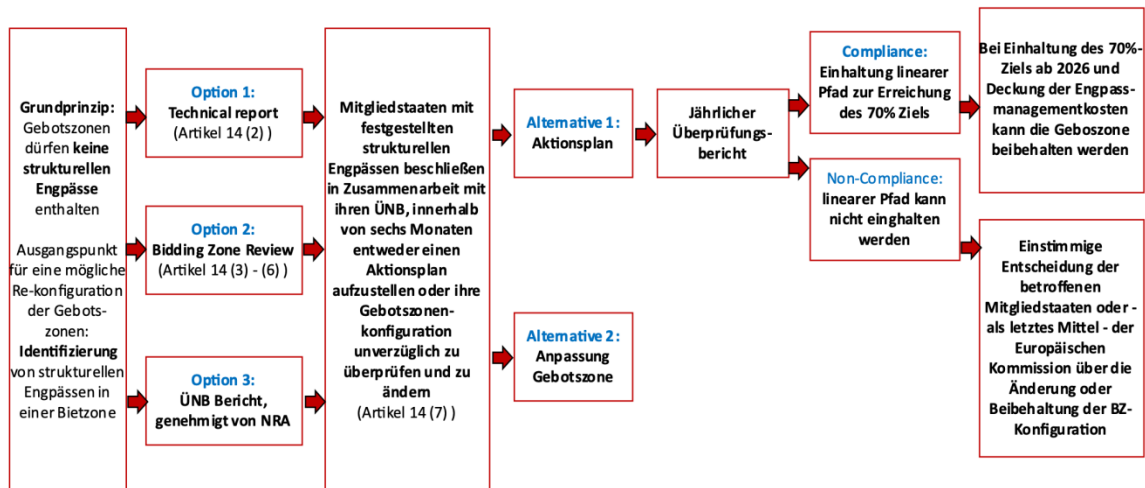 Grundprinzip:
Gebotszonen
dürfen keine
strukturellen
Engpässe
enthalten
Ausgangspunkt
für eine mögliche
Re-konfiguration
der Gebots-
zonen:
Identifizierung
von strukturellen
Engpässen in
einer Bietzone
Option 1:
Technical report
(Artikel 14 (2) )
Option 2:
Bidding Zone Review
(Artikel 14 (3) - (6) )
Option 3:
ÜNB Bericht,
genehmigt von NRA
Mitgliedstaaten mit
festgestellten
strukturellen
Engpässen beschließen
in Zusammenarbeit mit
ihren ÜNB, innerhalb
von sechs Monaten
entweder einen
Aktionsplan
aufzustellen oder ihre
Gebotszonen-
konfiguration
unverzüglich zu
überprüfen und zu
ändern
(Artikel 14 (7) )
Alternative 1:
Aktionsplan
Alternative 2:
Anpassung
Gebotszone
Jährlicher
Überprüfungs-
bericht
Compliance:
Einhaltung linearer
Pfad zur Erreichung
des 70% Ziels
Non-Compliance:
linearer Pfad kann
nicht einghalten
werden
Bei Einhaltung des 70%-
Ziels ab 2026 und
Deckung der Engpass-
managementkosten
kann die Geboszone
beibehalten werden
Einstimmige
Entscheidung der
betroffenen
Mitgliedstaaten oder -
als letztes Mittel - der
Europäischen
Kommission über die
Änderung oder
Beibehaltung der BZ-
Konfiguration